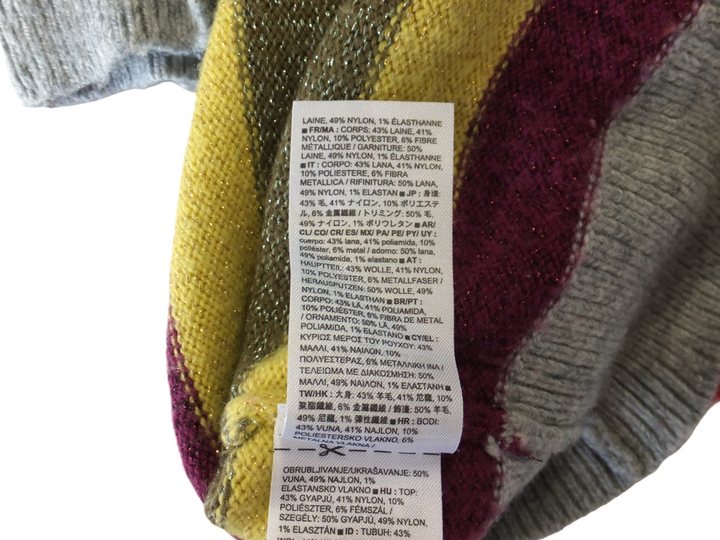 LAINE, 49% NYLON, 1% ÉLASTHANNE
■ FR/MA : CORPS: 43% LAINE, 41%
NYLON, 10% POLYESTER, 6% FIBRE
METALLIQUE / GARNITURE: 50%
LAINE, 49% NYLON, 1% ÉLASTHANNE
■ IT : CORPO: 43% LANA, 41% NYLON,
10% POLIESTERE, 6% FIBRA
METALLICA / RIFINITURA: 50% LANA,
49% NYLON, 1% ELASTAN ■ JP : 身頃:
43% 毛, 41% ナイロン, 10% ポリエステ
ル, 6% 金属繊維 / トリミング: 50% 毛,
49% ナイロン, 1% ポリウレタン ■ AR/
CL/ CO/ CR/ ES/ MX/ PA/ PE/ PY/ UY :
cuerpo: 43% lana, 41% poliamida, 10%
poliéster, 6% metal / adorno: 50% lana,
49% poliamida, 1% elastano ■ AT :
HAUPTTEIL: 43% WOLLE, 41% NYLON,
10% POLYESTER, 6% METALLFASER /
HERAUSPUTZEN: 50% WOLLE, 49%
NYLON, 1% ELASTHAN ■ BR/PT :
CORPO: 43% LÃ, 41% POLIAMIDA,
10% POLIÉSTER, 6% FIBRA DE METAL
/ ORNAMENTO: 50% LÃ, 49%
POLIAMIDA, 1% ELASTANO ■ CY/EL :
ΚΥΡΙΩΣ ΜΕΡΟΣ ΤΟΥ ΡΟΥΧΟΥ: 43%
ΜΑΛΛΙ, 41% ΝΑΙΛΟΝ, 10%
ΠΟΛΥΕΣΤΕΡΑΣ, 6% ΜΕΤΑΛΛΙΚΗ ΙΝΑ /
ΤΕΛΕΙΩΜΑ ΜΕ ΔΙΑΚΟΣΜΗΣΗ: 50%
ΜΑΛΛΙ, 49% ΝΑΙΛΟΝ, 1% ΕΛΑΣΤΑΝΗ ■
TW/HK : 大身: 43% 羊毛, 41% 尼龍, 10%
聚酯纖維, 6% 金屬纖維 / 飾邊: 50% 羊毛,
49% 尼龍, 1% 彈性纖維 ■ HR : BODI:
43% VUNA, 41% NAJLON, 10%
POLIESTERSKO VLAKNO, 6%
METALNA VLAKNA /
OBRUBLJIVANJE/UKRAŠAVANJE: 50%
VUNA, 49% NAJLON, 1%
ELASTANSKO VLAKNO ■ HU : TOP:
43% GYAPJÚ, 41% NYLON, 10%
POLIÉSZTER, 6% FÉMSZÁL /
SZEGÉLY: 50% GYAPJÚ, 49% NYLON,
1% ELASZTÁN ■ ID : TUBUH: 43%